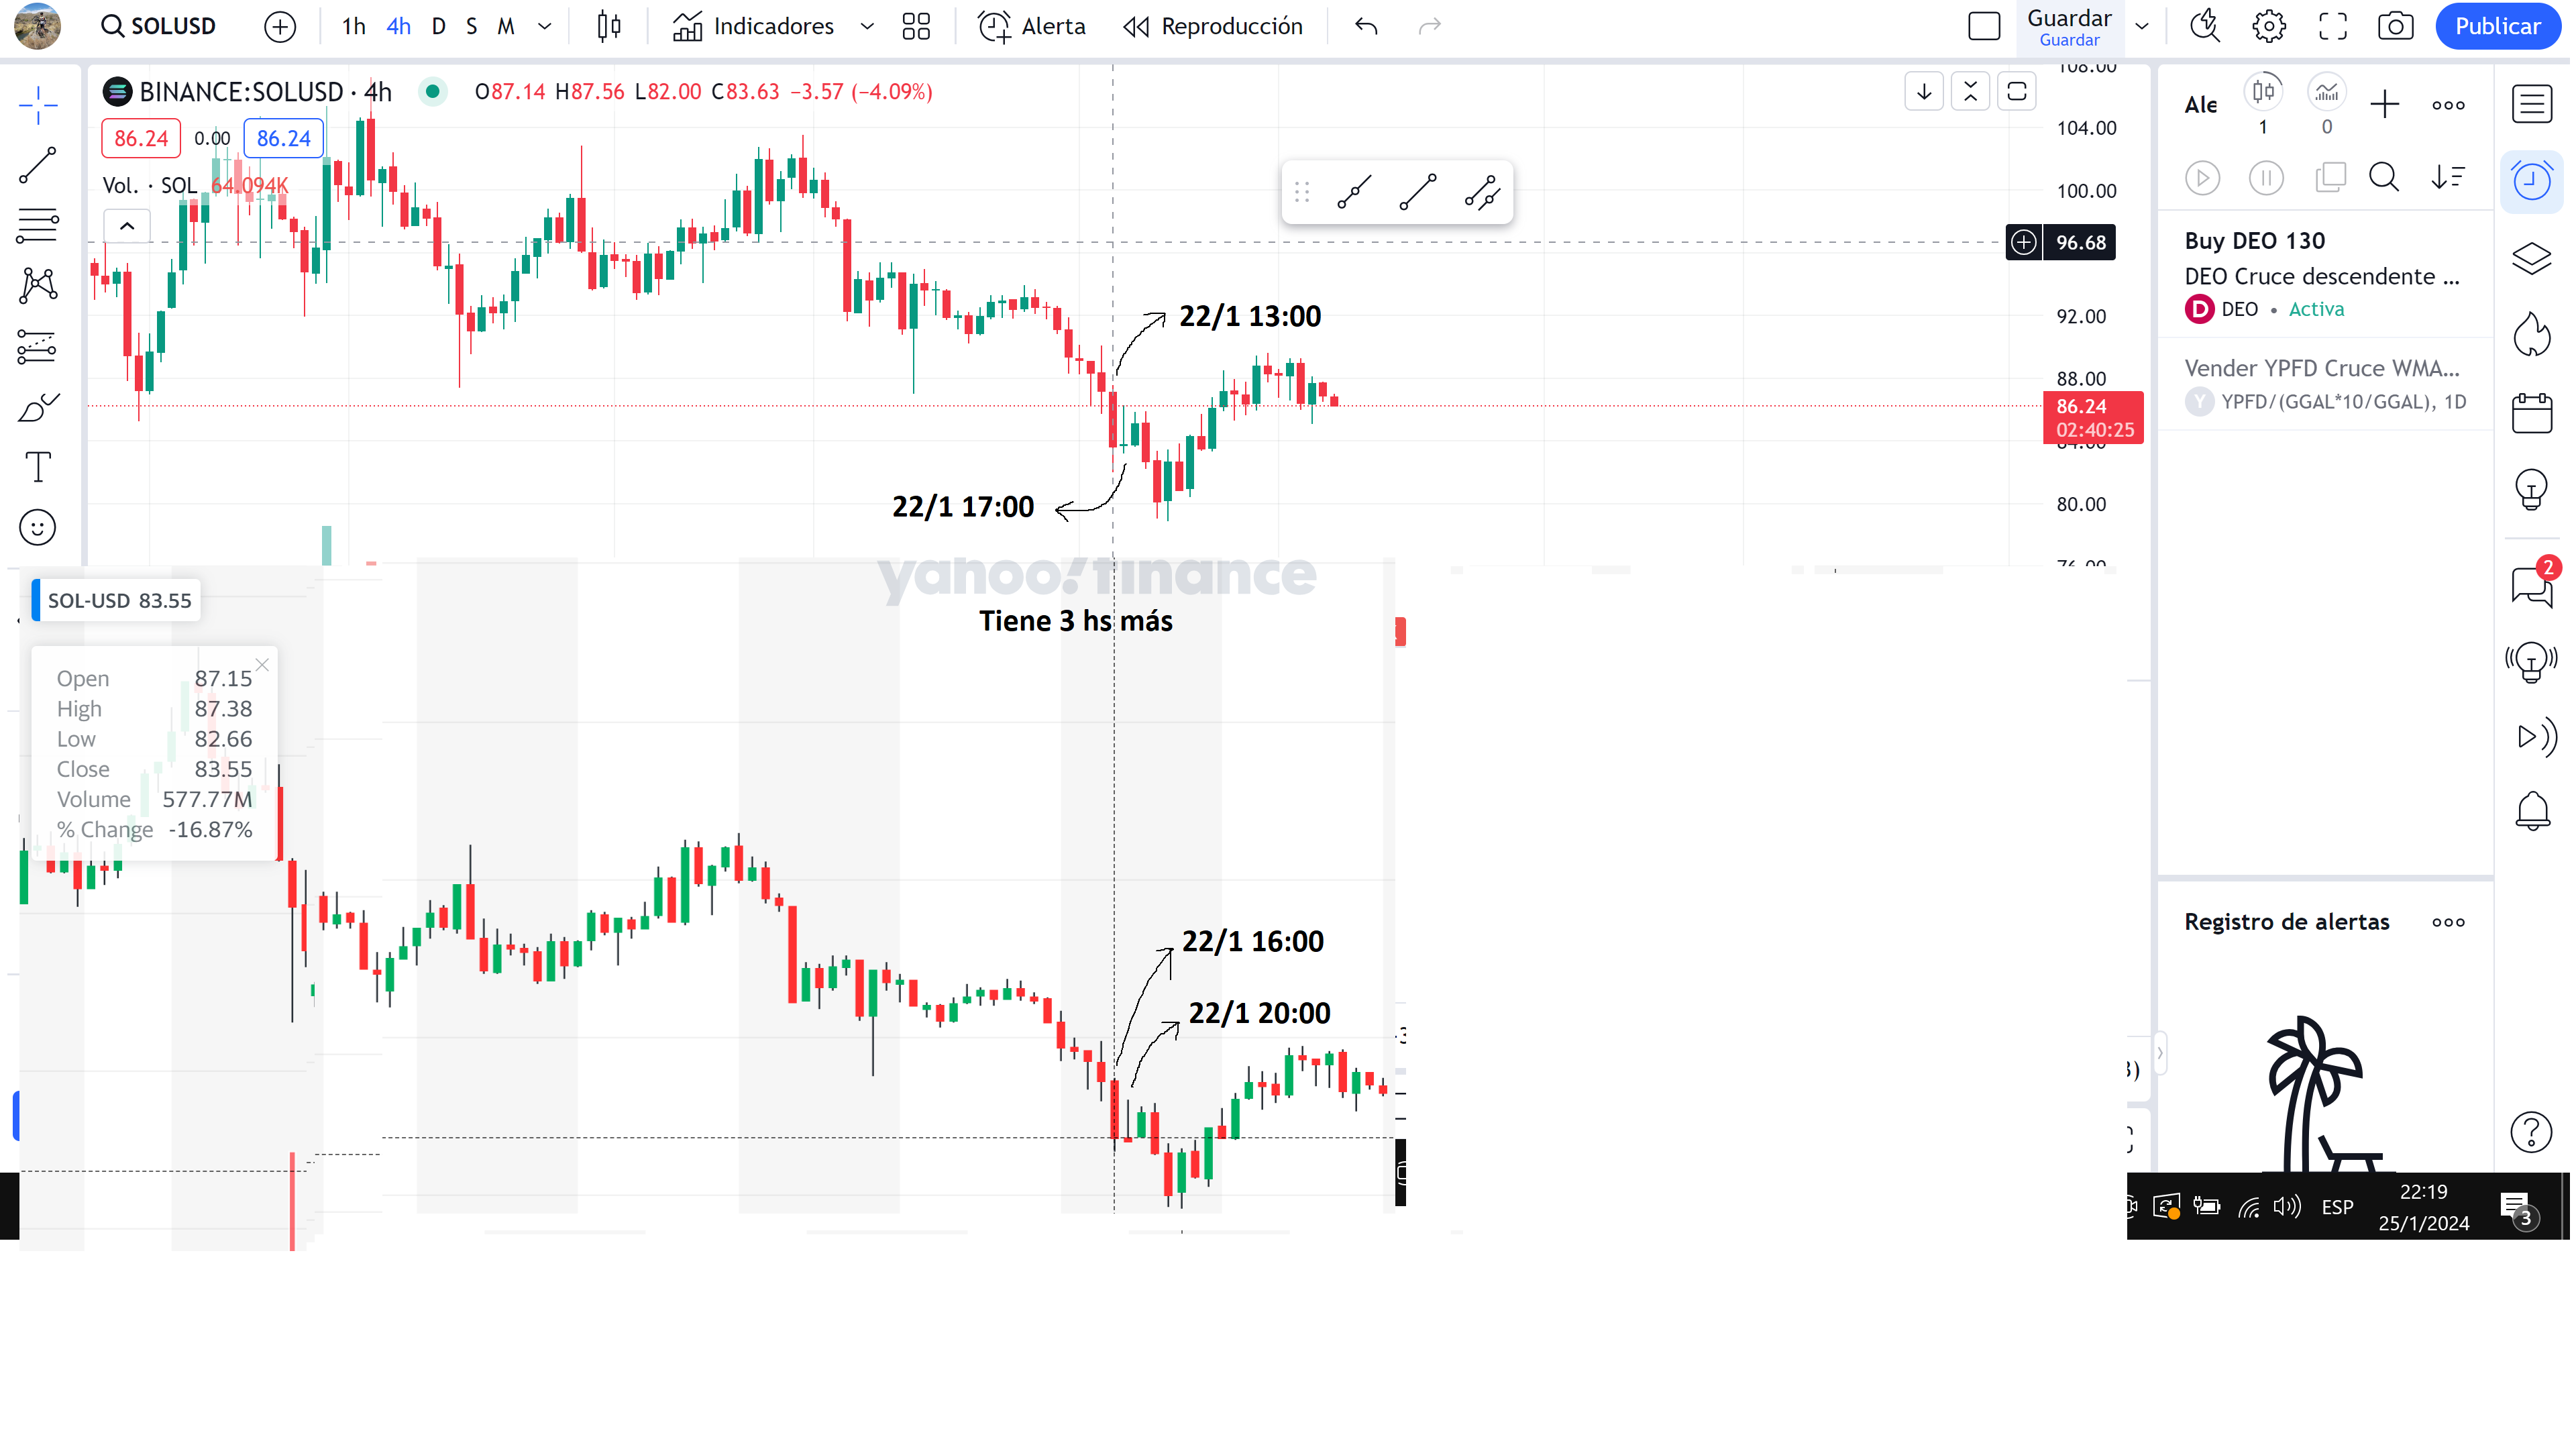 SOLUSD
1h 4h D S M
Indicadores
Alerta
Reproducción
Guardar
Guardar
Publicar
BINANCE:SOLUSD · 4h
O87.14 H87.56 L82.00 C83.63 −3.57 (−4.09%)
86.24 0.00 86.24
Vol. · SOL 64.094K
108.00
104.00
100.00
96.68
92.00
88.00
86.24
02:40:25
84.00
80.00
76.00
22/1 13:00
22/1 17:00
yahoo!finance
Tiene 3 hs más
SOL-USD 83.55
Open 87.15
High 87.38
Low 82.66
Close 83.55
Volume 577.77M
% Change -16.87%
22/1 16:00
22/1 20:00
Ale
1
0
Buy DEO 130
DEO Cruce descendente ...
D DEO • Activa
Vender YPFD Cruce WMA...
Y YPFD/(GGAL*10/GGAL), 1D
2
Registro de alertas
ESP
22:19
25/1/2024
3